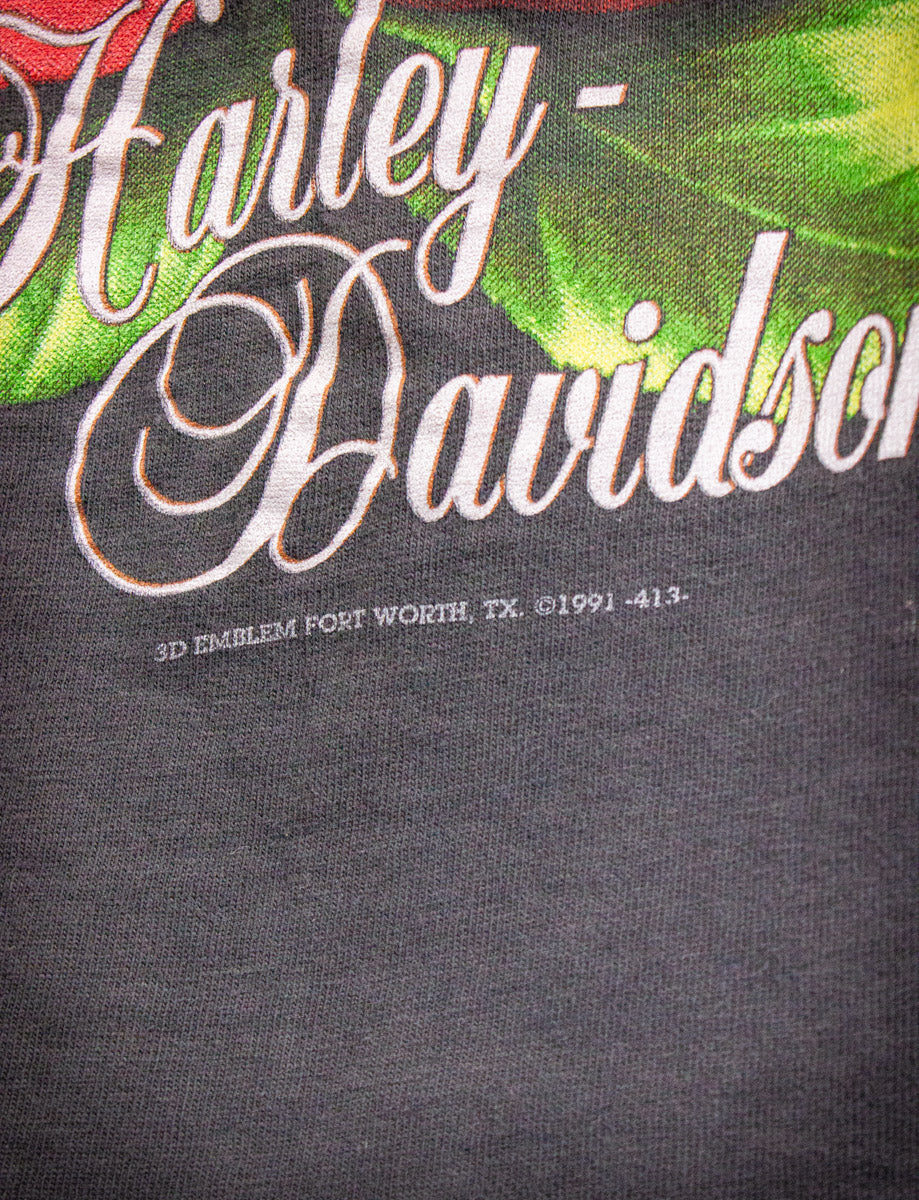 Harley-
Davidson
3D EMBLEM FORT WORTH, TX. ©1991 -413-